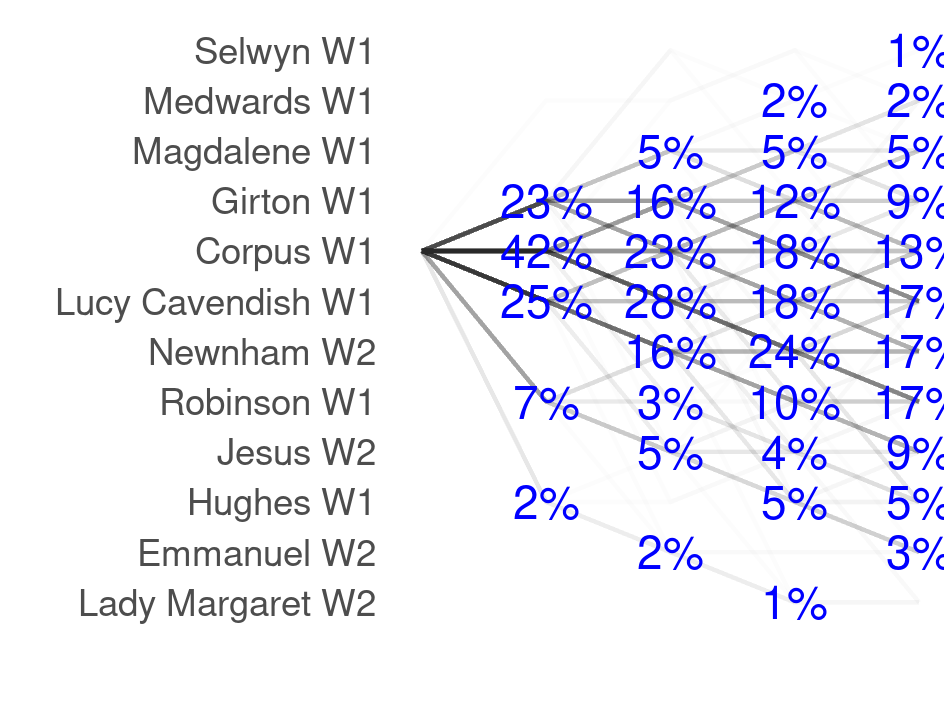 Selwyn W1 1%
Medwards W1 2% 2%
Magdalene W1 5% 5% 5%
Girton W1 23% 16% 12% 9%
Corpus W1 42% 23% 18% 13%
Lucy Cavendish W1 25% 28% 18% 17%
Newnham W2 16% 24% 17%
Robinson W1 7% 3% 10% 17%
Jesus W2 5% 4% 9%
Hughes W1 2% 5% 5%
Emmanuel W2 2% 3%
Lady Margaret W2 1%